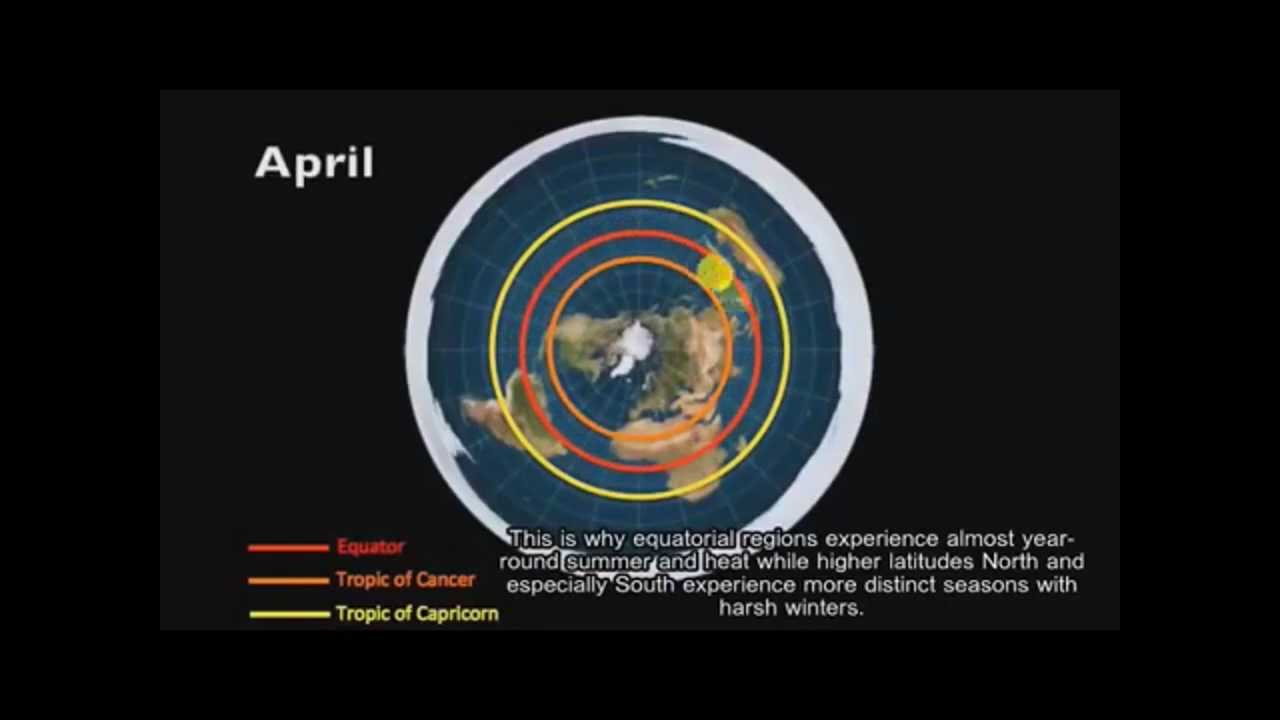 April
Equator
Tropic of Cancer
Tropic of Capricorn
This is why equatorial regions experience almost year-
round summer and heat while higher latitudes North and
especially South experience more distinct seasons with
harsh winters.